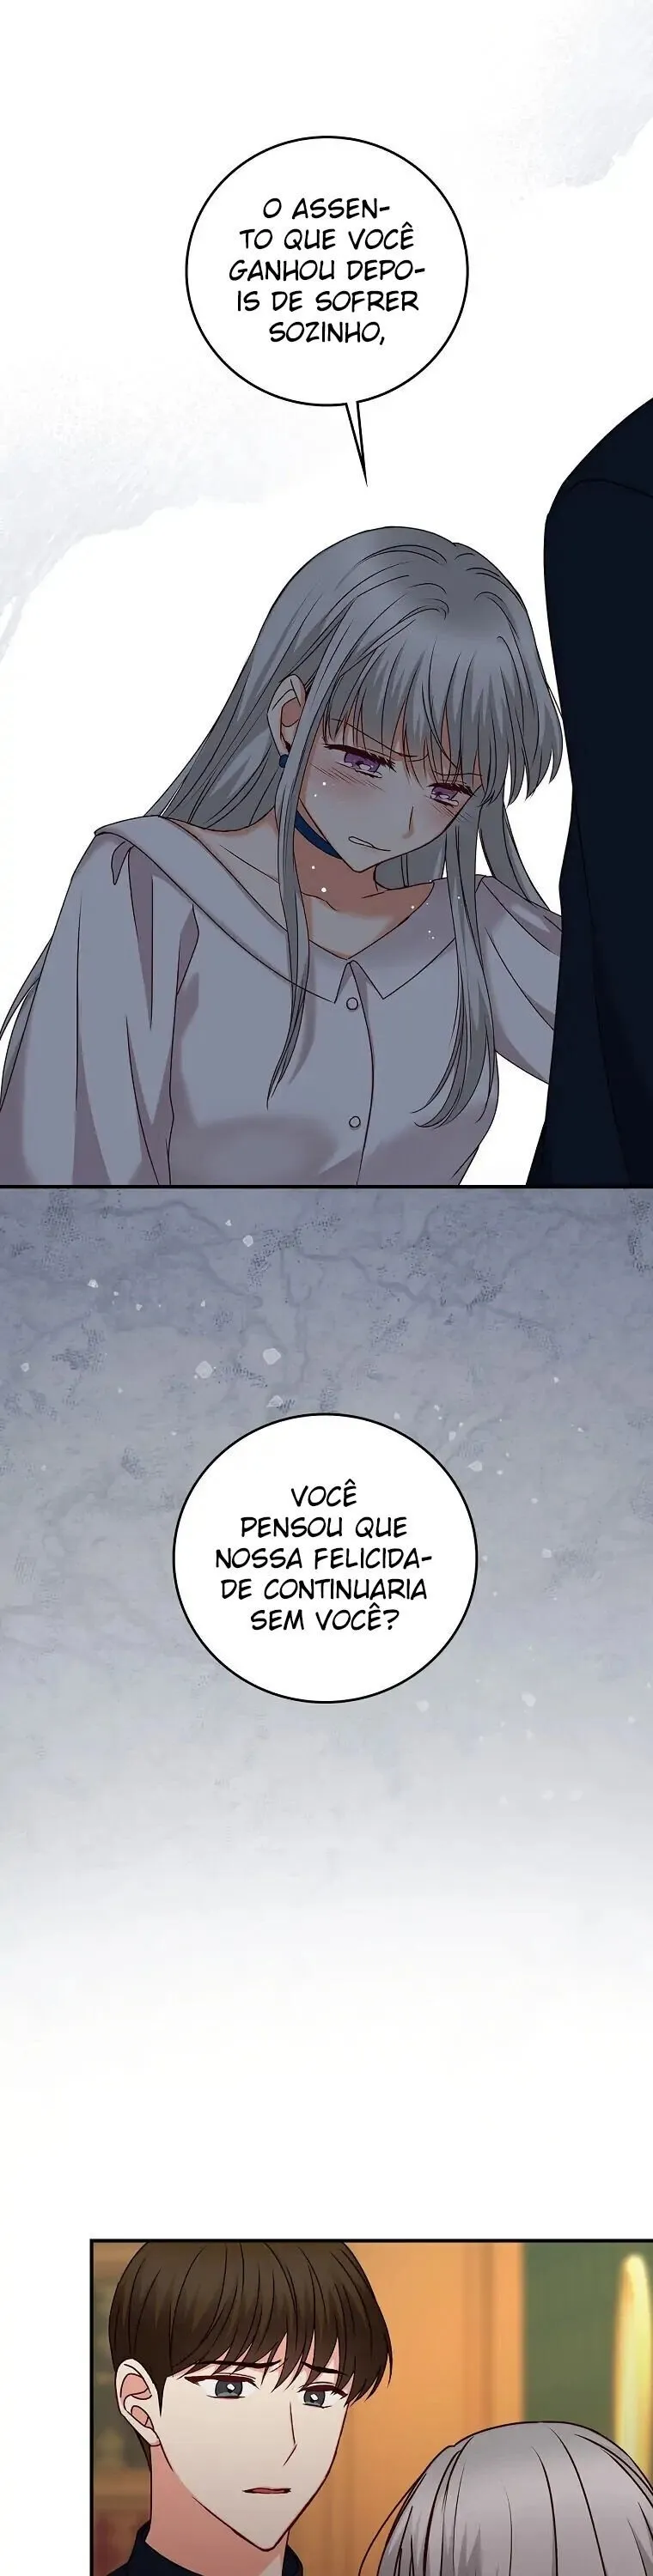 O ASSEN-
TO QUE VOCÊ
GANHOU DEPO-
IS DE SOFRER
SOZINHO,
VOCÊ
PENSOU QUE
NOSSA FELICIDA-
DE CONTINUARIA
SEM VOCÊ?